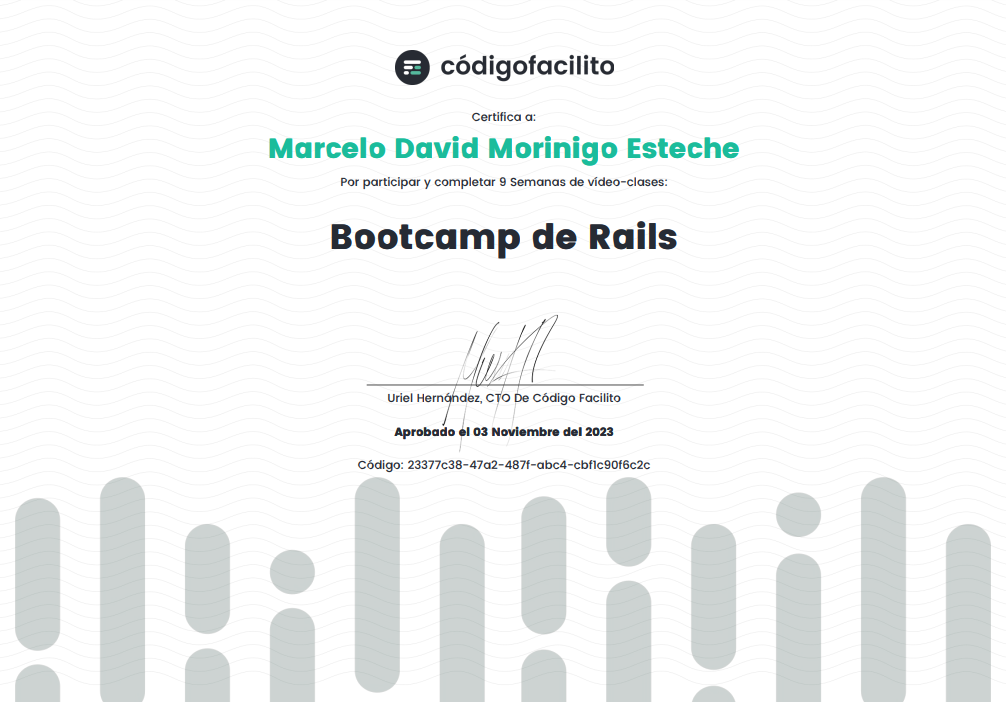 códigofacilito
Certifica a:
Marcelo David Morinigo Esteche
Por participar y completar 9 Semanas de vídeo-clases:
Bootcamp de Rails
Uriel Hernández, CTO De Código Facilito
Aprobado el 03 Noviembre del 2023
Código: 23377c38-47a2-487f-abc4-cbf1c90f6c2c